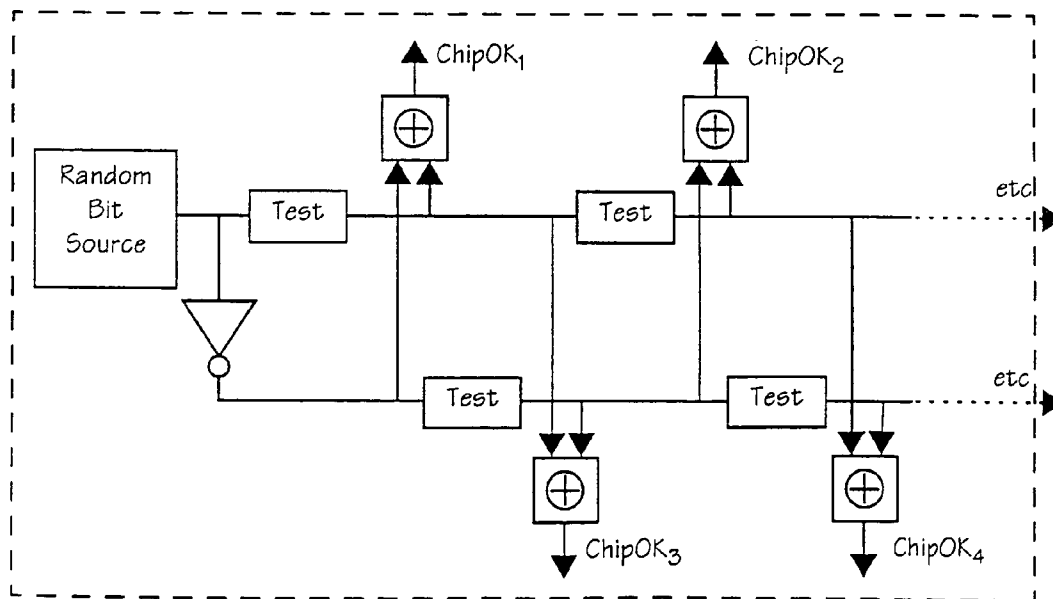 ChipOK₁
ChipOK₂
Random
Bit
Source
Test
Test
etc
Test
Test
etc
ChipOK₃
ChipOK₄